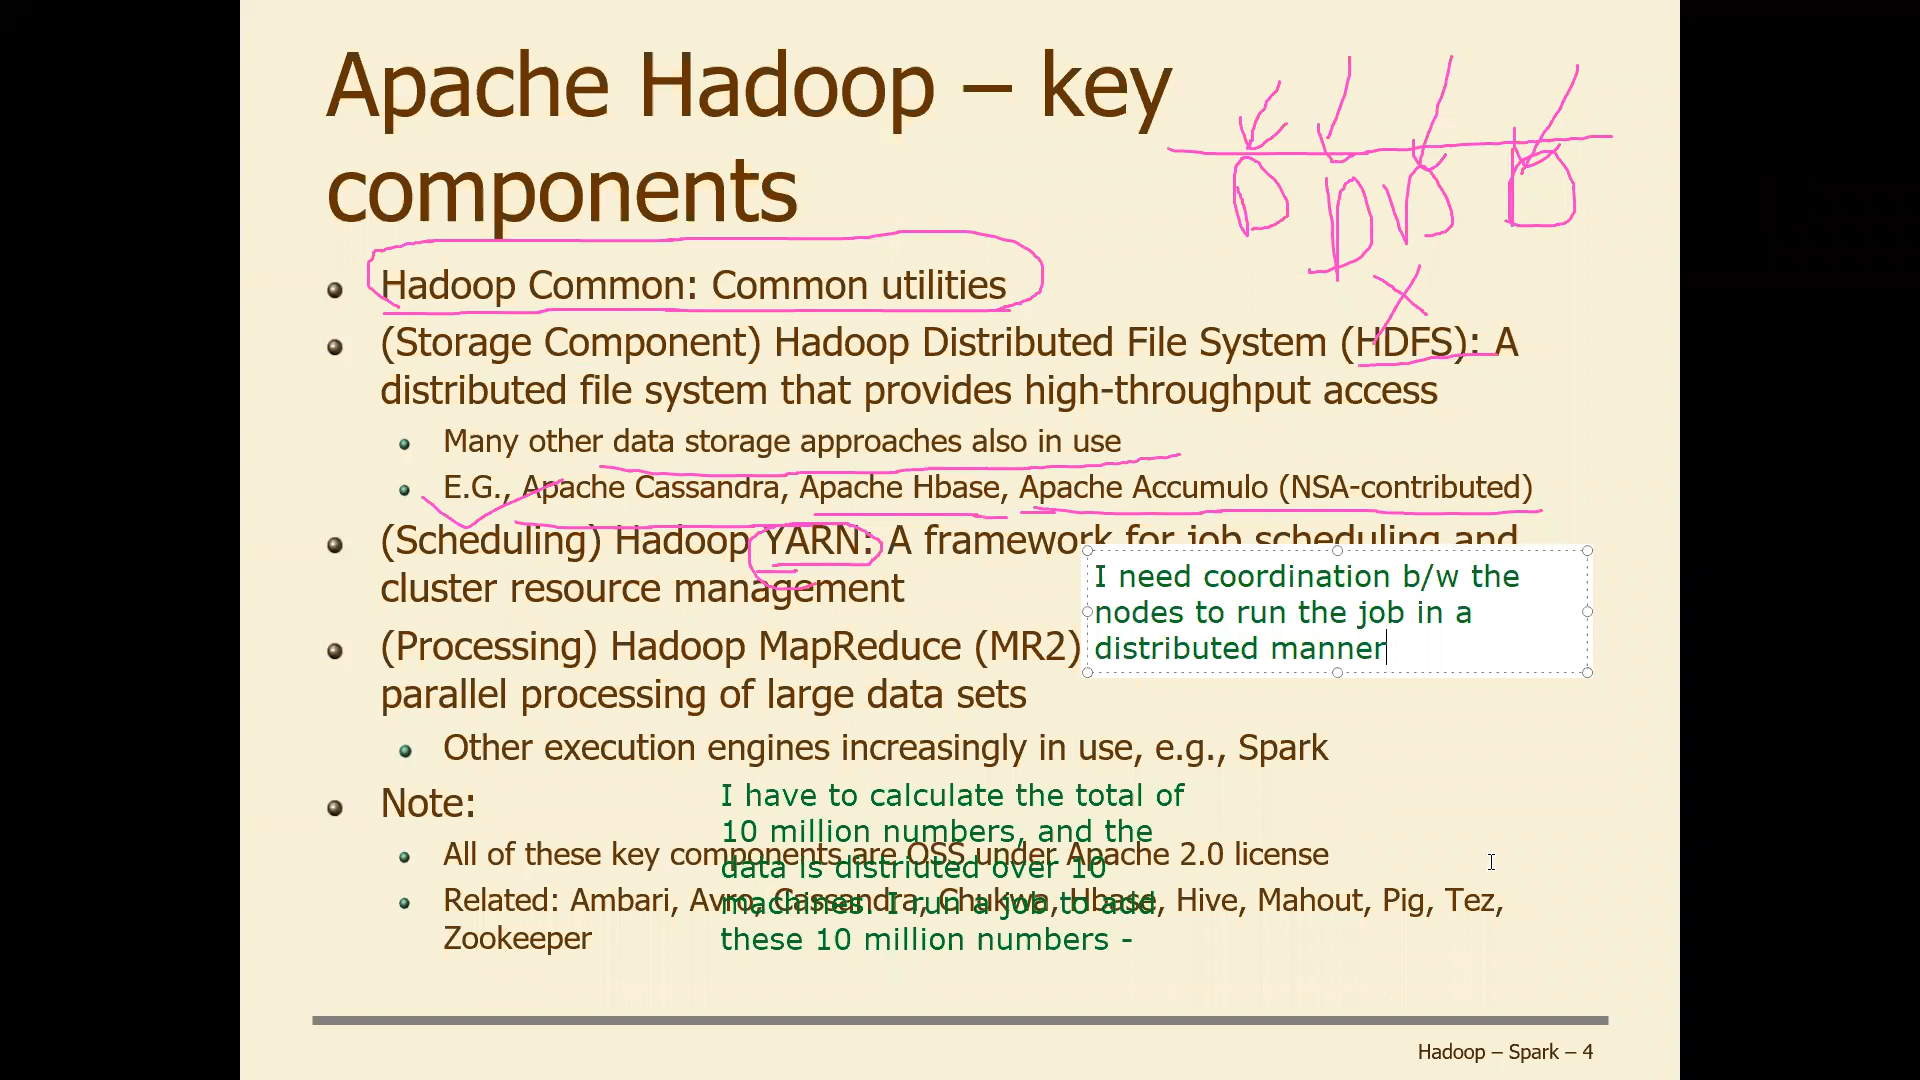 Apache Hadoop – key
components
Hadoop Common: Common utilities
(Storage Component) Hadoop Distributed File System (HDFS): A
distributed file system that provides high-throughput access
Many other data storage approaches also in use
E.G., Apache Cassandra, Apache Hbase, Apache Accumulo (NSA-contributed)
(Scheduling) Hadoop YARN: A framework for job scheduling and
cluster resource management
I need coordination b/w the
nodes to run the job in a
distributed manner
(Processing) Hadoop MapReduce (MR2)
parallel processing of large data sets
Other execution engines increasingly in use, e.g., Spark
Note:
I have to calculate the total of
10 million numbers, and the
data is distriuted over 10
machines. I run a job to add
these 10 million numbers -
All of these key components are OSS under Apache 2.0 license
Related: Ambari, Avro, Cassandra, Chukwa, Hbase, Hive, Mahout, Pig, Tez,
Zookeeper
Hadoop – Spark – 4